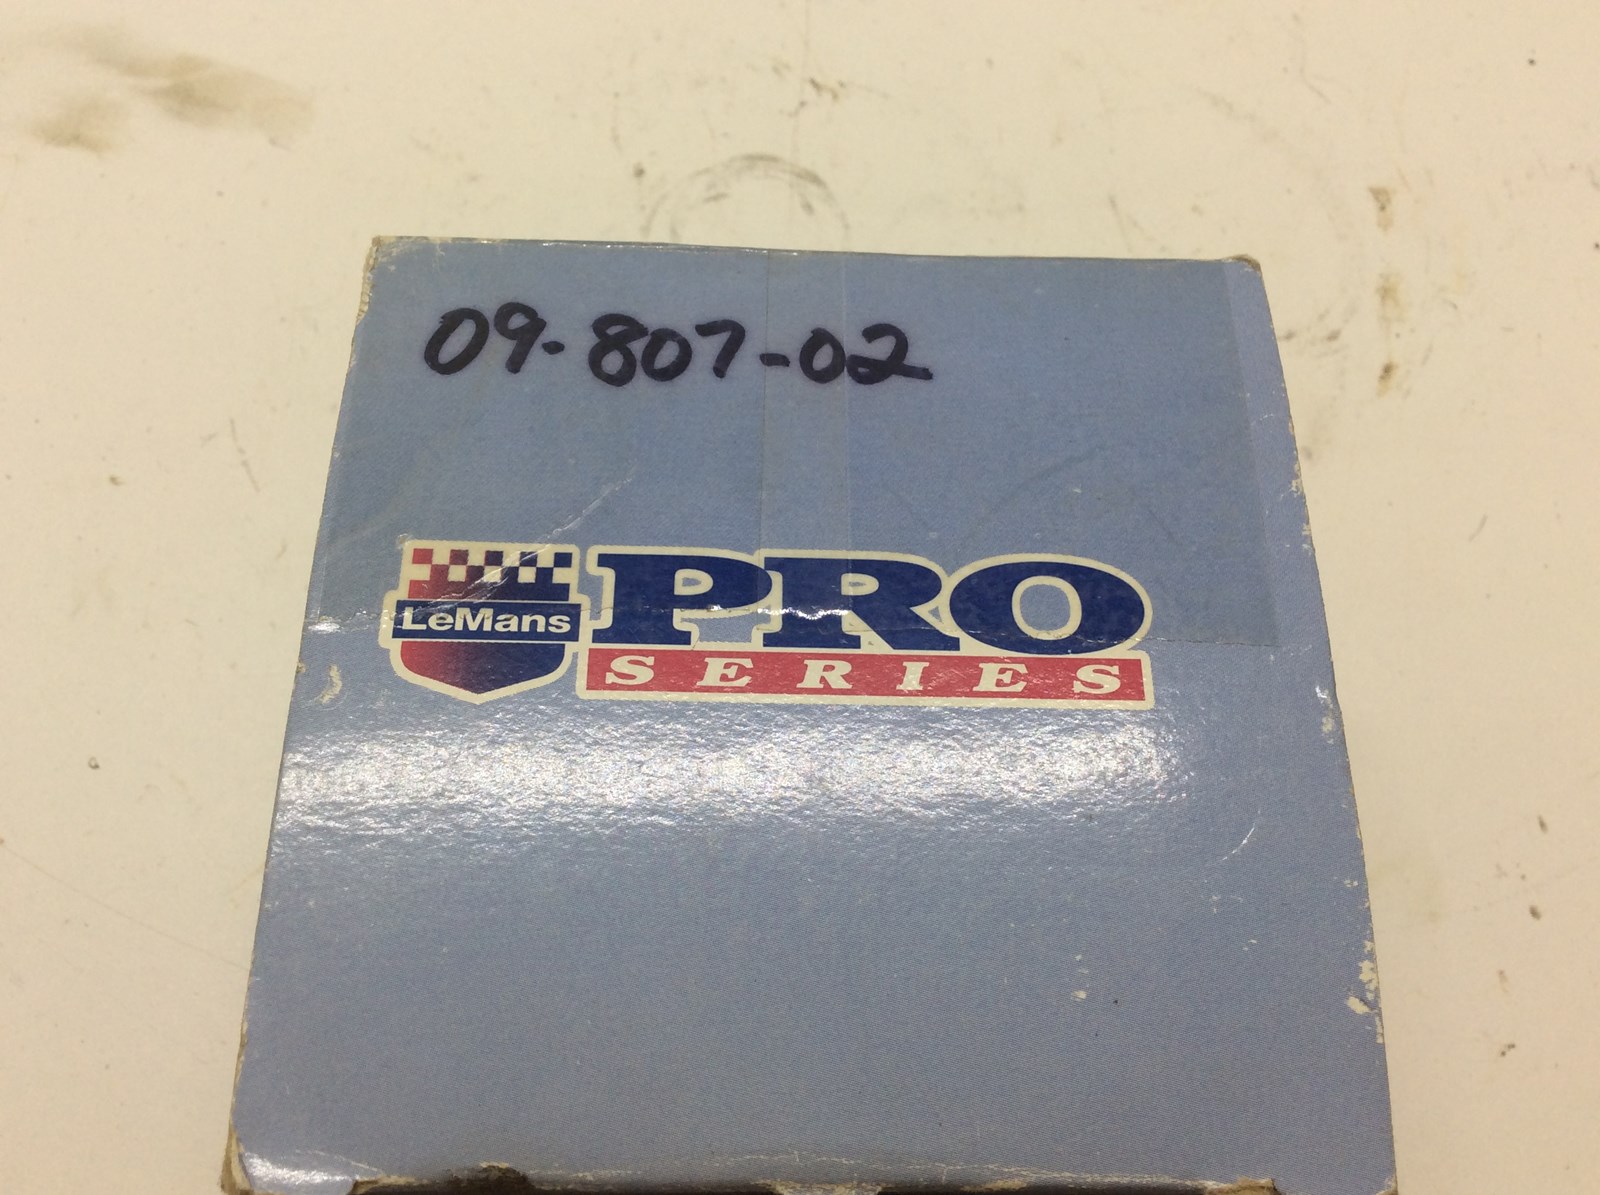 09-807-02
LeMans
PRO
SERIES